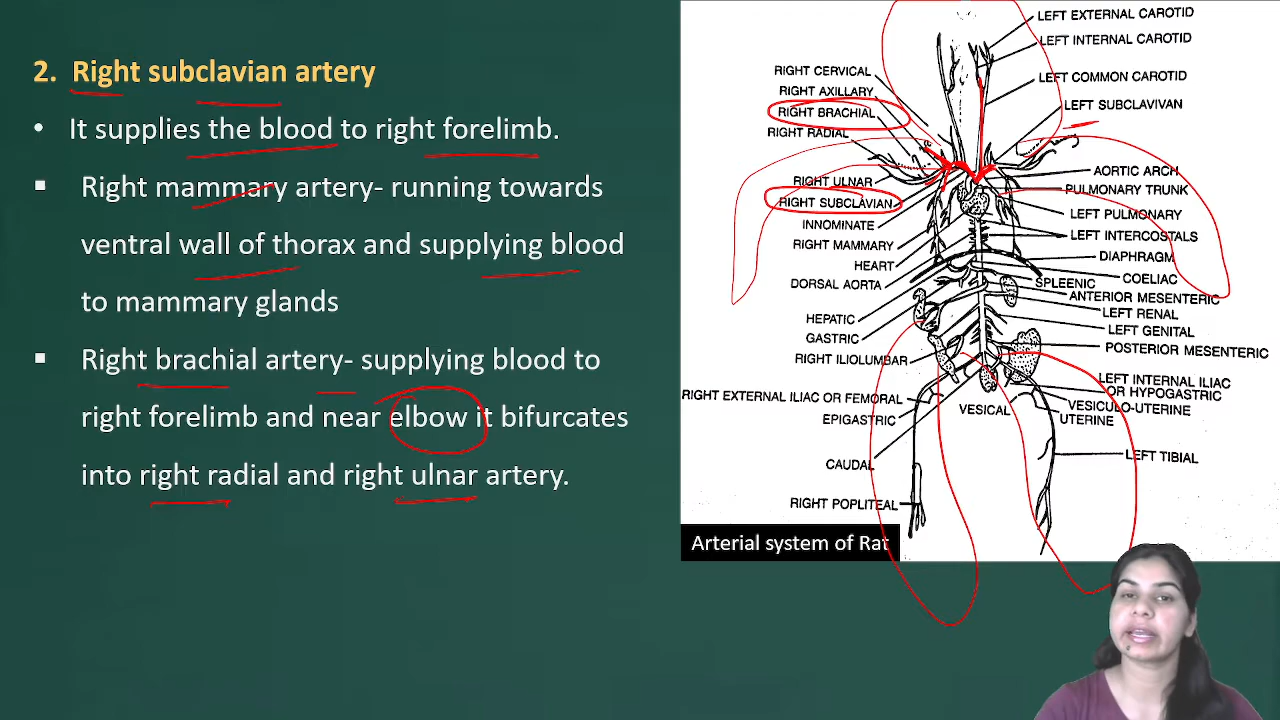 2. Right subclavian artery
• It supplies the blood to right forelimb.
▪ Right mammary artery- running towards
ventral wall of thorax and supplying blood
to mammary glands
▪ Right brachial artery- supplying blood to
right forelimb and near elbow it bifurcates
into right radial and right ulnar artery.
LEFT EXTERNAL CAROTID
LEFT INTERNAL CAROTID
LEFT COMMON CAROTID
LEFT SUBCLAVIVAN
AORTIC ARCH
PULMONARY TRUNK
LEFT PULMONARY
LEFT INTERCOSTALS
DIAPHRAGM
COELIAC
SPLEENIC
ANTERIOR MESENTERIC
LEFT RENAL
LEFT GENITAL
POSTERIOR MESENTERIC
LEFT INTERNAL ILIAC
OR HYPOGASTRIC
VESICULO-UTERINE
UTERINE
VESICAL
LEFT TIBIAL
RIGHT CERVICAL
RIGHT AXILLARY
RIGHT BRACHIAL
RIGHT RADIAL
RIGHT ULNAR
RIGHT SUBCLAVIAN
INNOMINATE
RIGHT MAMMARY
HEART
DORSAL AORTA
HEPATIC
GASTRIC
RIGHT ILIOLUMBAR
RIGHT EXTERNAL ILIAC OR FEMORAL
EPIGASTRIC
CAUDAL
RIGHT POPLITEAL
Arterial system of Rat